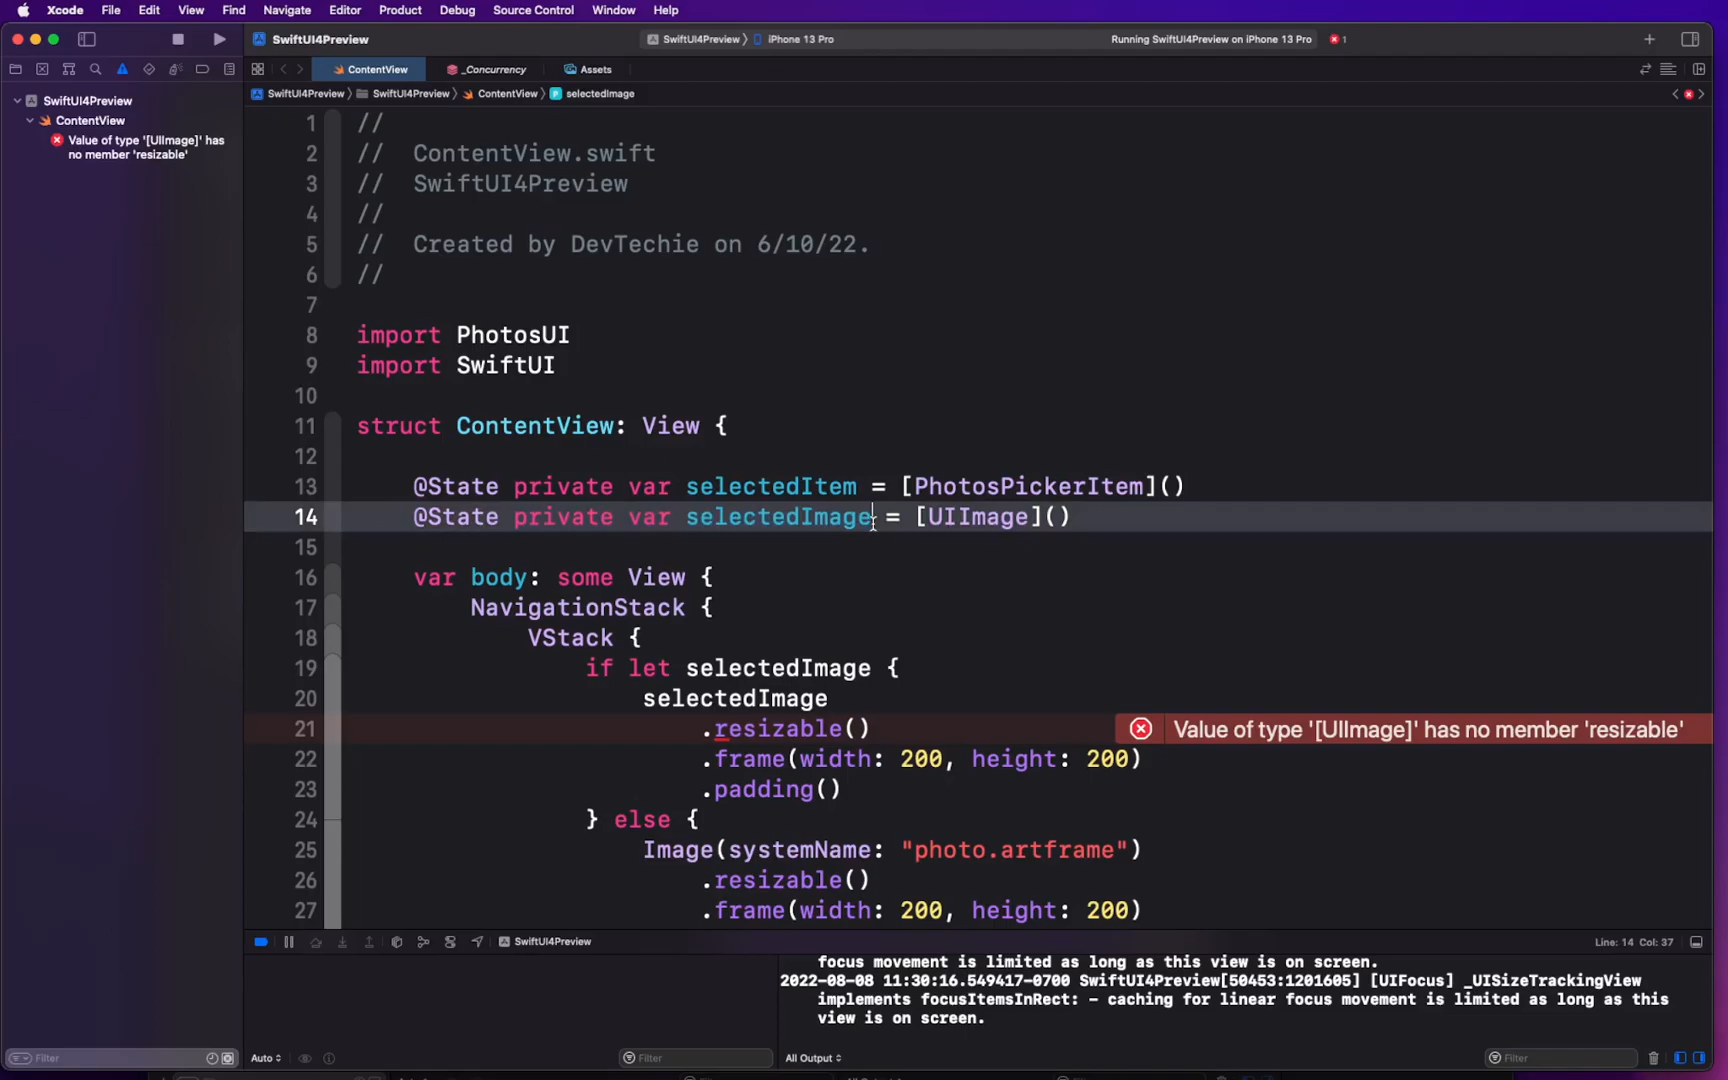 Xcode File Edit View Find Navigate Editor Product Debug Source Control Window Help
SwiftUI4Preview SwiftUI4Preview iPhone 13 Pro Running SwiftUI4Preview on iPhone 13 Pro 1
ContentView _Concurrency Assets
SwiftUI4Preview SwiftUI4Preview ContentView selectedImage
SwiftUI4Preview
ContentView
Value of type '[UIImage]' has
no member 'resizable'
1 //
2 // ContentView.swift
3 // SwiftUI4Preview
4 //
5 // Created by DevTechie on 6/10/22.
6 //
7
8 import PhotosUI
9 import SwiftUI
10
11 struct ContentView: View {
12
13 @State private var selectedItem = [PhotosPickerItem]()
14 @State private var selectedImage = [UIImage]()
15
16 var body: some View {
17 NavigationStack {
18 VStack {
19 if let selectedImage {
20 selectedImage
21 .resizable() Value of type '[UIImage]' has no member 'resizable'
22 .frame(width: 200, height: 200)
23 .padding()
24 } else {
25 Image(systemName: "photo.artframe")
26 .resizable()
27 .frame(width: 200, height: 200)
SwiftUI4Preview Line: 14 Col: 37
focus movement is limited as long as this view is on screen.
2022-08-08 11:30:16.549417-0700 SwiftUI4Preview[50453:1201605] [UIFocus] _UISizeTrackingView
implements focusItemsInRect: - caching for linear focus movement is limited as long as this
view is on screen.
Filter Auto Filter All Output Filter